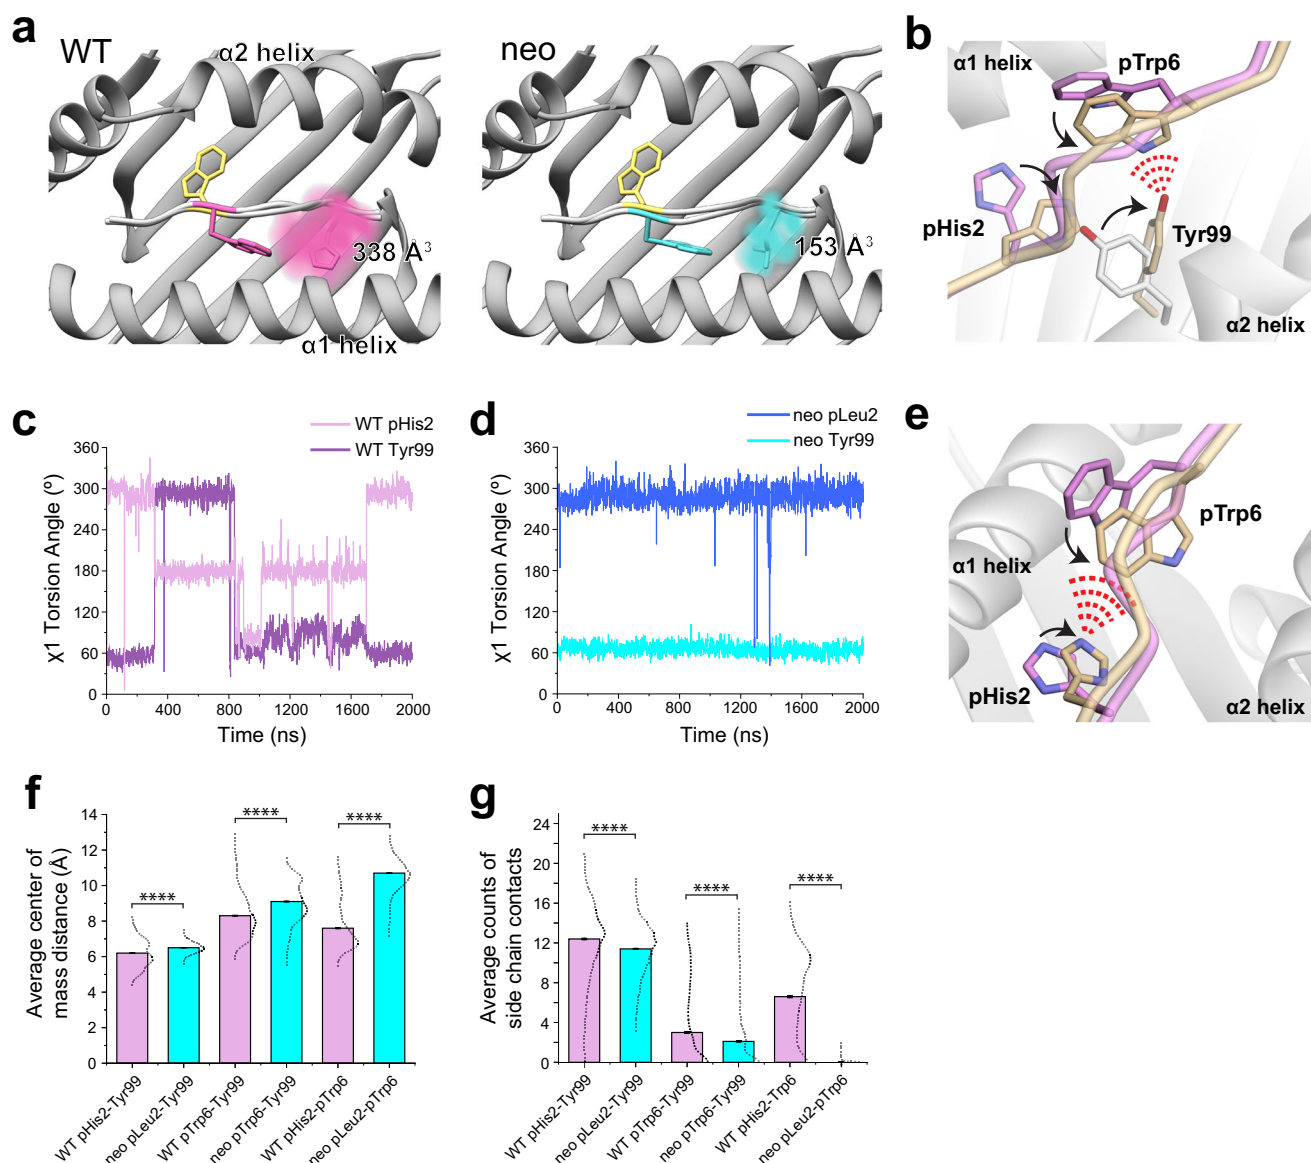 a
WT
α2 helix
338 Å³
α1 helix
neo
153 Å³
b
α1 helix
pTrp6
pHis2
Tyr99
α2 helix
c
WT pHis2
WT Tyr99
χ1 Torsion Angle (º)
360
300
240
180
120
60
0
0
400
800
1200
1600
2000
Time (ns)
d
neo pLeu2
neo Tyr99
χ1 Torsion Angle (º)
360
300
240
180
120
60
0
0
400
800
1200
1600
2000
Time (ns)
e
pTrp6
α1 helix
pHis2
α2 helix
f
Average center of
mass distance (Å)
14
12
10
8
6
4
2
0
****
****
****
WT pHis2-Tyr99
neo pLeu2-Tyr99
WT pTrp6-Tyr99
neo pTrp6-Tyr99
WT pHis2-pTrp6
neo pLeu2-pTrp6
g
Average counts of
side chain contacts
24
20
16
12
8
4
0
****
****
****
WT pHis2-Tyr99
neo pLeu2-Tyr99
WT pTrp6-Tyr99
neo pTrp6-Tyr99
WT pHis2-Trp6
neo pLeu2-pTrp6